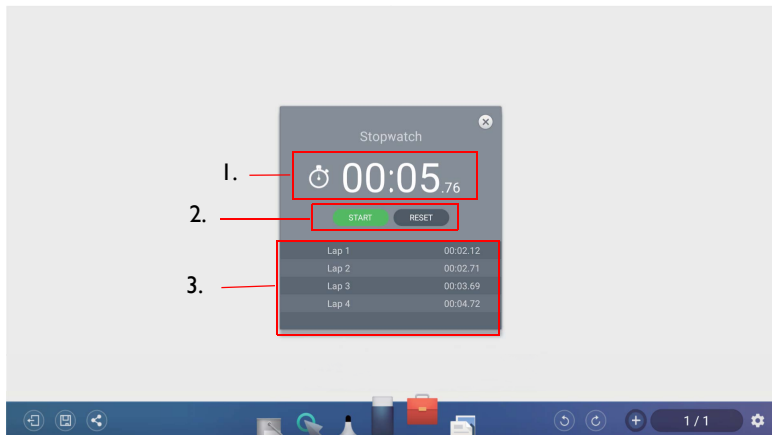 Stopwatch
1.
00:05.76
2.
START RESET
Lap 1 00:02.12
Lap 2 00:02.71
3.
Lap 3 00:03.69
Lap 4 00:04.72
1 / 1